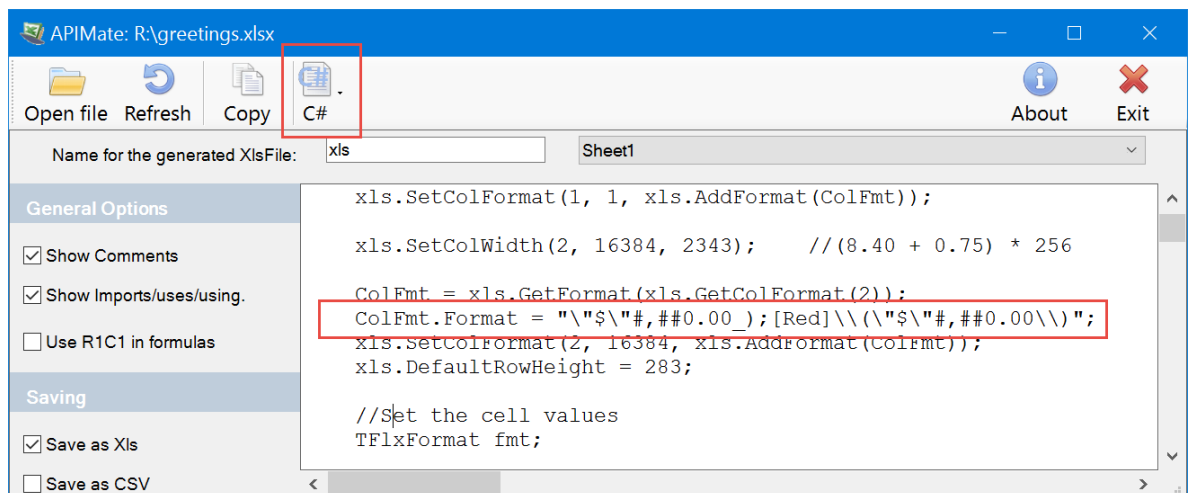 APIMate: R:\greetings.xlsx
Open file Refresh Copy C# About Exit
Name for the generated XlsFile: xls Sheet1
General Options
Show Comments
Show Imports/uses/using.
Use R1C1 in formulas
Saving
Save as Xls
Save as CSV
xls.SetColFormat(1, 1, xls.AddFormat(ColFmt));
xls.SetColWidth(2, 16384, 2343);    //(8.40 + 0.75) * 256
ColFmt = xls.GetFormat(xls.GetColFormat(2));
ColFmt.Format = "\"$\"#,##0.00_);[Red]\\(\"$\"#,##0.00\\)";
xls.SetColFormat(2, 16384, xls.AddFormat(ColFmt));
xls.DefaultRowHeight = 283;
//Set the cell values
TFlxFormat fmt;